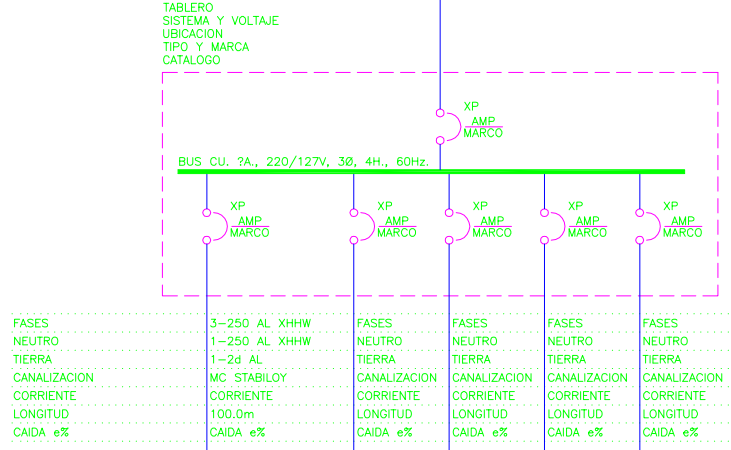 TABLERO
SISTEMA Y VOLTAJE
UBICACION
TIPO Y MARCA
CATALOGO
XP
AMP
MARCO
BUS CU. ?A., 220/127V, 3Ø, 4H., 60Hz.
XP XP XP XP XP
AMP AMP AMP AMP AMP
MARCO MARCO MARCO MARCO MARCO
FASES 3-250 AL XHHW FASES FASES FASES FASES
NEUTRO 1-250 AL XHHW NEUTRO NEUTRO NEUTRO NEUTRO
TIERRA 1-2d AL TIERRA TIERRA TIERRA TIERRA
CANALIZACION MC STABILOY CANALIZACION CANALIZACION CANALIZACION CANALIZACION
CORRIENTE CORRIENTE CORRIENTE CORRIENTE CORRIENTE CORRIENTE
LONGITUD 100.0m LONGITUD LONGITUD LONGITUD LONGITUD
CAIDA e% CAIDA e% CAIDA e% CAIDA e% CAIDA e% CAIDA e%